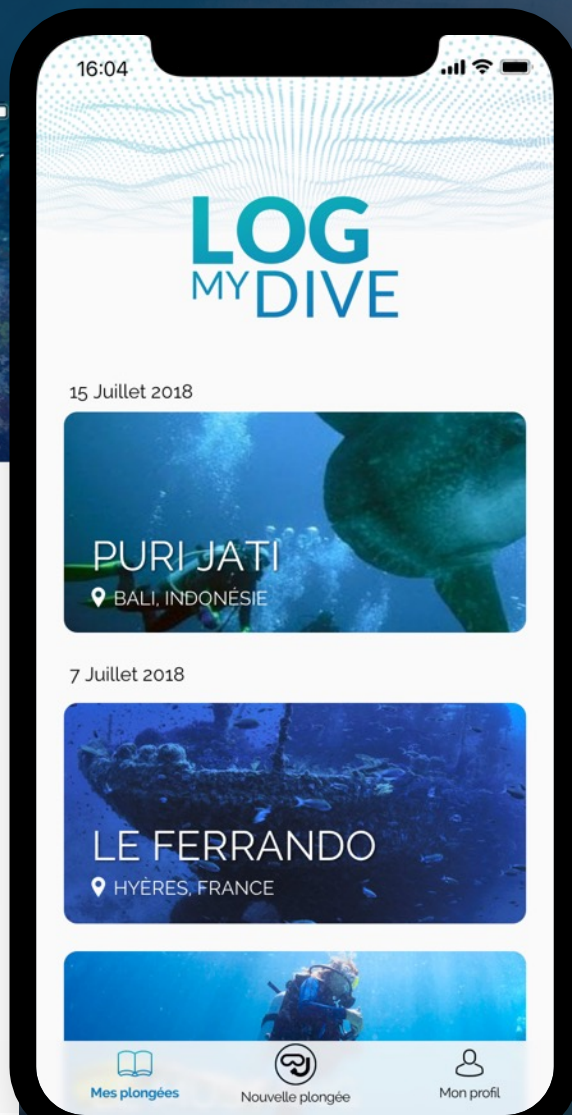 16:04
LOG
MY DIVE
15 Juillet 2018
PURI JATI
BALI, INDONÉSIE
7 Juillet 2018
LE FERRANDO
HYÈRES, FRANCE
Mes plongées
Nouvelle plongée
Mon profil